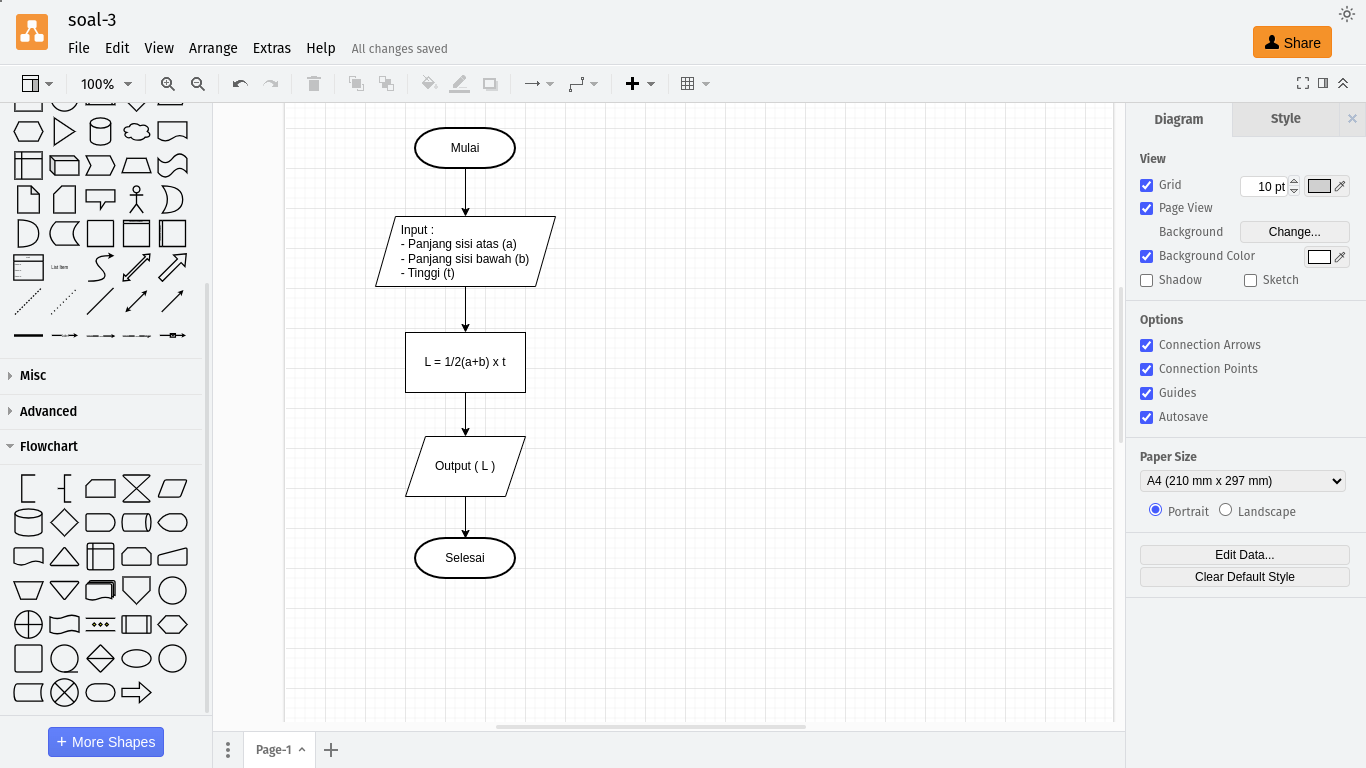 soal-3
File Edit View Arrange Extras Help All changes saved
Share
100%
Mulai
Input :
- Panjang sisi atas (a)
- Panjang sisi bawah (b)
- Tinggi (t)
L = 1/2(a+b) x t
Output ( L )
Selesai
List Item
Misc
Advanced
Flowchart
+ More Shapes
Page-1
Diagram Style
View
Grid 10 pt
Page View
Background Change...
Background Color
Shadow Sketch
Options
Connection Arrows
Connection Points
Guides
Autosave
Paper Size
A4 (210 mm x 297 mm)
Portrait Landscape
Edit Data...
Clear Default Style